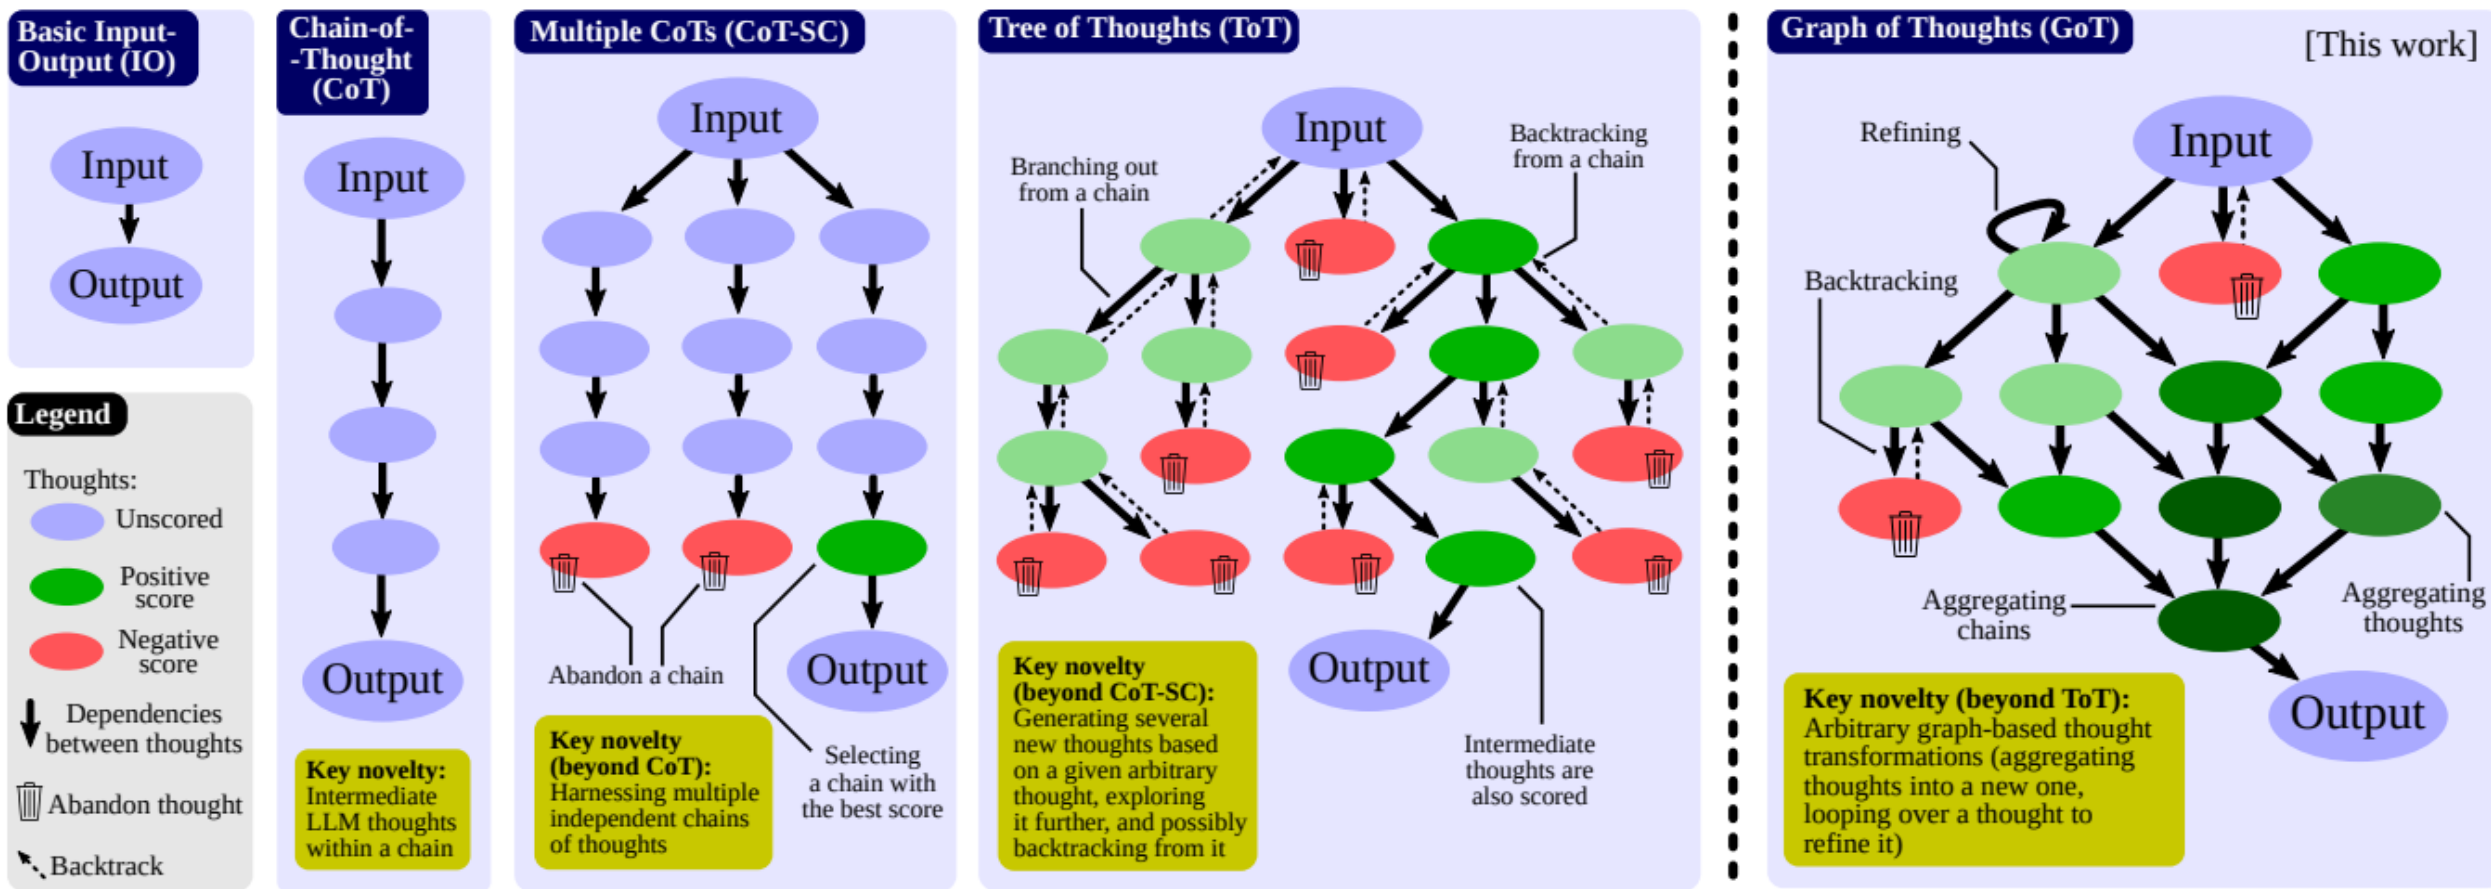 Basic Input-
Output (IO)
Input
Output
Legend
Thoughts:
Unscored
Positive
score
Negative
score
Dependencies
between thoughts
Abandon thought
Backtrack
Chain-of-
-Thought
(CoT)
Input
Output
Key novelty:
Intermediate
LLM thoughts
within a chain
Multiple CoTs (CoT-SC)
Input
Abandon a chain
Output
Key novelty
(beyond CoT):
Harnessing multiple
independent chains
of thoughts
Selecting
a chain with
the best score
Tree of Thoughts (ToT)
Input
Branching out
from a chain
Backtracking
from a chain
Output
Key novelty
(beyond CoT-SC):
Generating several
new thoughts based
on a given arbitrary
thought, exploring
it further, and possibly
backtracking from it
Intermediate
thoughts are
also scored
Graph of Thoughts (GoT)
[This work]
Refining
Input
Backtracking
Aggregating
chains
Aggregating
thoughts
Output
Key novelty (beyond ToT):
Arbitrary graph-based thought
transformations (aggregating
thoughts into a new one,
looping over a thought to
refine it)